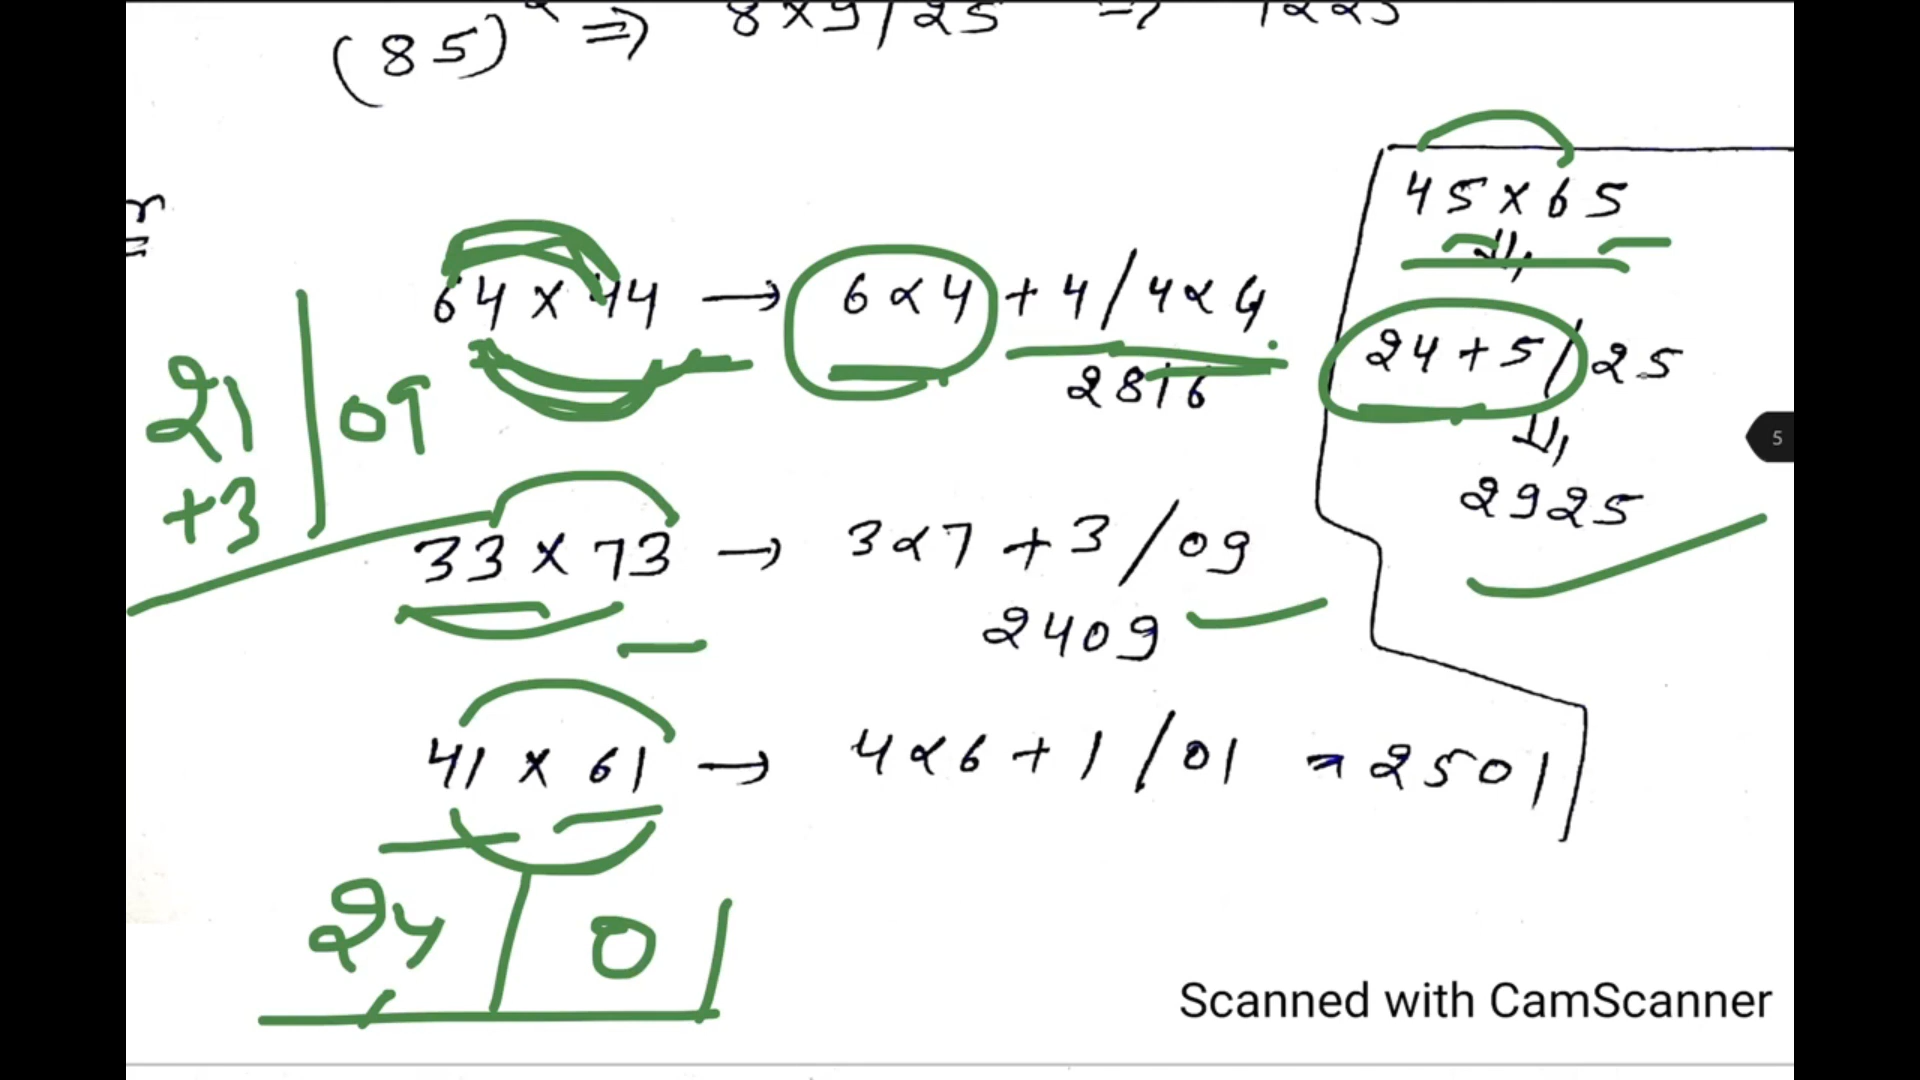 (85)² ⇒ 8×9/25 ⇒
64 × 44 → 6×4 + 4/4×4
2816
33 × 73 → 3×7 + 3/09
2409
41 × 61 → 4×6 + 1/01 = 2501
45×65
⇓
24+5/25
⇓
2925
5
21 | 09
+3
24 | 01
Scanned with CamScanner